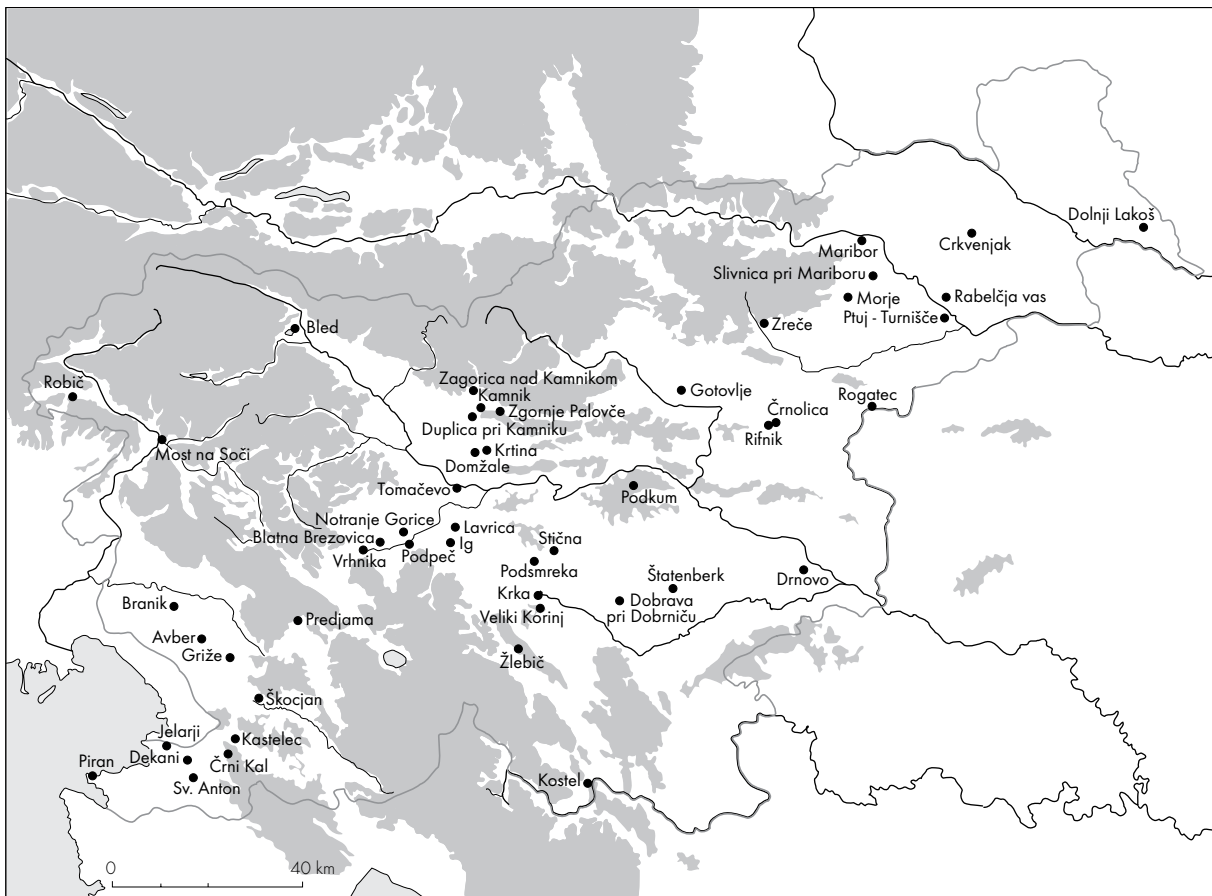 Dolnji Lakoš
Crkvenjak
Maribor
Slivnica pri Mariboru
Morje
Rabelčja vas
Ptuj - Turnišče
Zreče
Bled
Robič
Zagorica nad Kamnikom
Kamnik
Zgornje Palovče
Duplica pri Kamniku
Gotovlje
Rogatec
Črnolica
Rifnik
Most na Soči
Krtina
Domžale
Tomačevo
Podkum
Notranje Gorice
Lavrica
Blatna Brezovica
Ig
Stična
Vrhnika
Podpeč
Podsmreka
Štatenberk
Drnovo
Krka
Dobrava
pri Dobrniču
Veliki Korinj
Branik
Predjama
Avber
Griže
Žlebič
Škocjan
Jelarji
Kastelec
Dekani
Črni Kal
Piran
Sv. Anton
Kostel
0 40 km